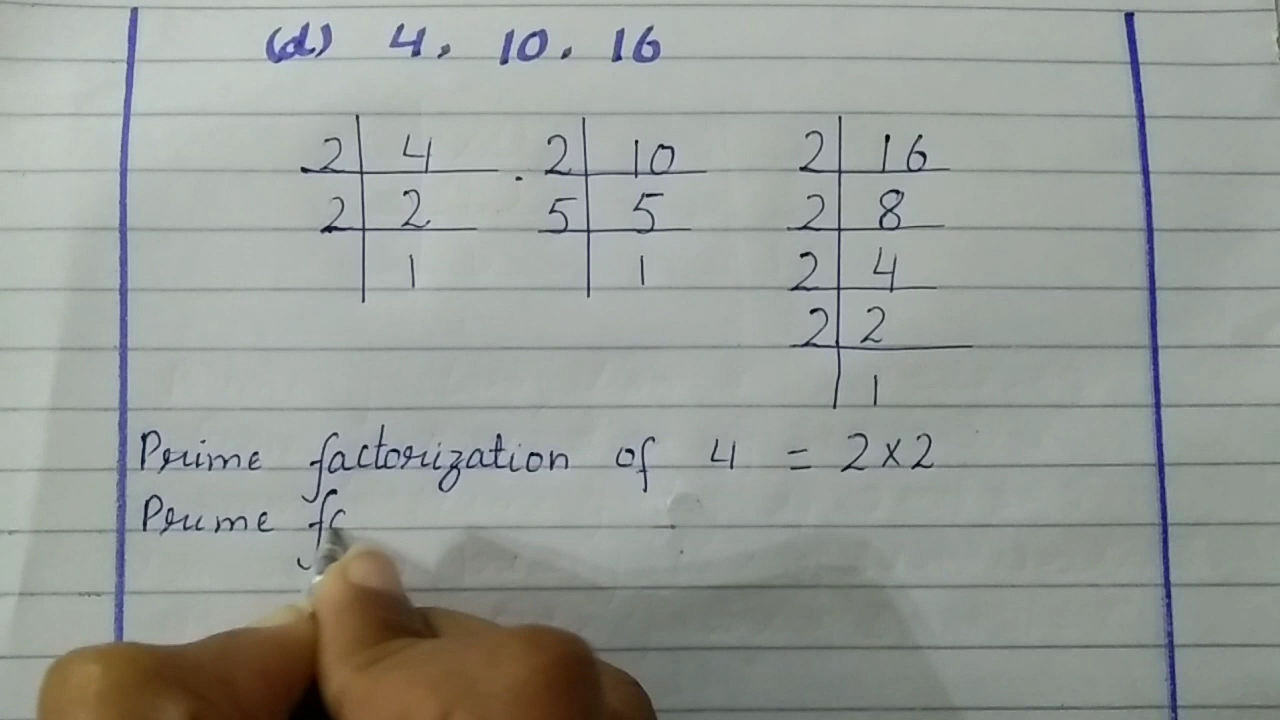 (d) 4, 10, 16
2 4 2 10 2 16
2 2 5 5 2 8
1 1 2 4
2 2
1
Prime factorization of 4 = 2×2
Prime fa